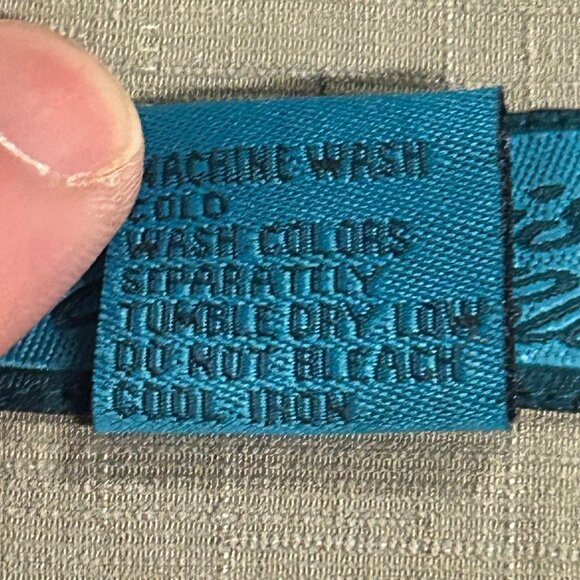 MACHINE WASH
COLD
WASH COLORS
SEPARATELY
TUMBLE DRY LOW
DO NOT BLEACH
COOL IRON